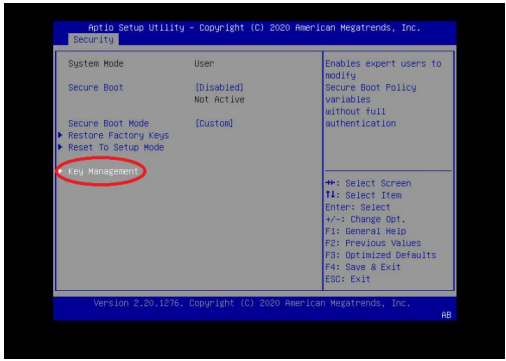 Aptio Setup Utility – Copyright (C) 2020 American Megatrends, Inc.
Security
System Mode User
Secure Boot [Disabled]
Not Active
Secure Boot Mode [Custom]
Restore Factory Keys
Reset To Setup Mode
Key Management
Enables expert users to
modify
Secure Boot Policy
variables
without full
authentication
↔: Select Screen
↑↓: Select Item
Enter: Select
+/-: Change Opt.
F1: General Help
F2: Previous Values
F3: Optimized Defaults
F4: Save & Exit
ESC: Exit
Version 2.20.1276. Copyright (C) 2020 American Megatrends, Inc.
AB